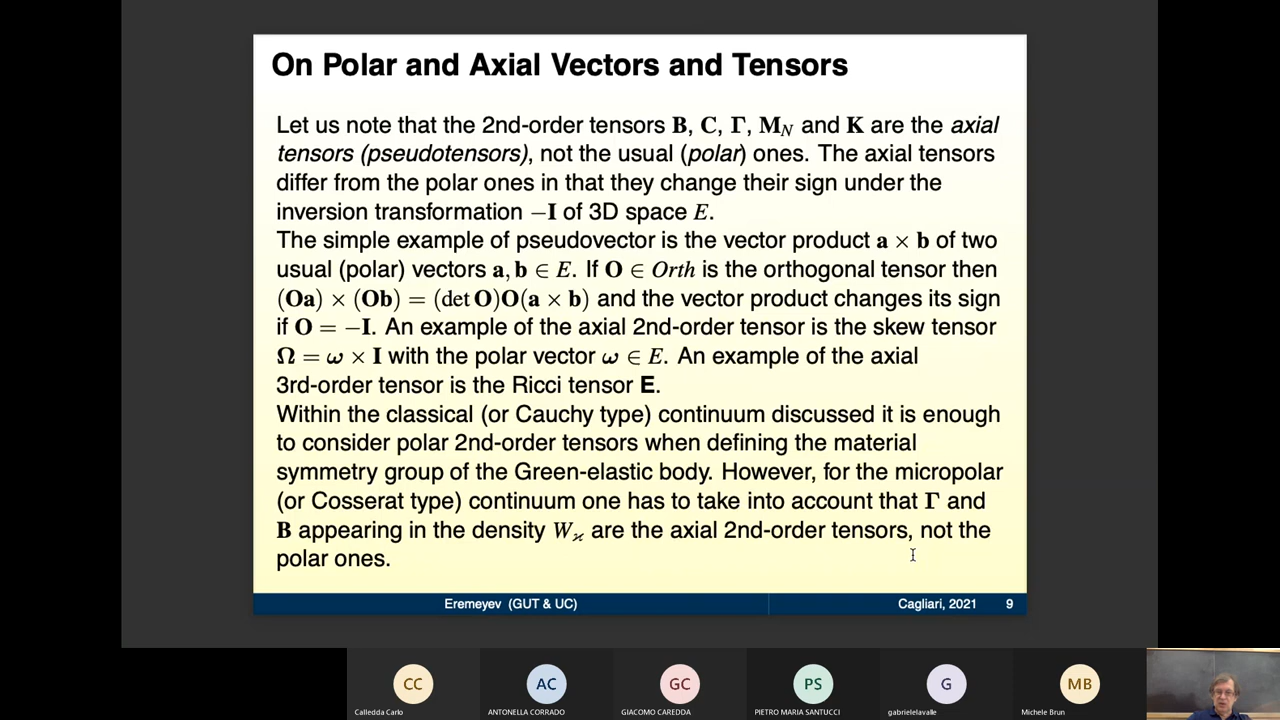 On Polar and Axial Vectors and Tensors
Let us note that the 2nd-order tensors B, C, Γ, M_N and K are the axial
tensors (pseudotensors), not the usual (polar) ones. The axial tensors
differ from the polar ones in that they change their sign under the
inversion transformation −I of 3D space E.
The simple example of pseudovector is the vector product a × b of two
usual (polar) vectors a, b ∈ E. If O ∈ Orth is the orthogonal tensor then
(Oa) × (Ob) = (det O)O(a × b) and the vector product changes its sign
if O = −I. An example of the axial 2nd-order tensor is the skew tensor
Ω = ω × I with the polar vector ω ∈ E. An example of the axial
3rd-order tensor is the Ricci tensor E.
Within the classical (or Cauchy type) continuum discussed it is enough
to consider polar 2nd-order tensors when defining the material
symmetry group of the Green-elastic body. However, for the micropolar
(or Cosserat type) continuum one has to take into account that Γ and
B appearing in the density W_ϰ are the axial 2nd-order tensors, not the
polar ones.
Eremeyev (GUT & UC) Cagliari, 2021 9
CC AC GC PS G MB
Calledda Carlo ANTONELLA CORRADO GIACOMO CAREDDA PIETRO MARIA SANTUCCI gabrielelavalle Michele Brun